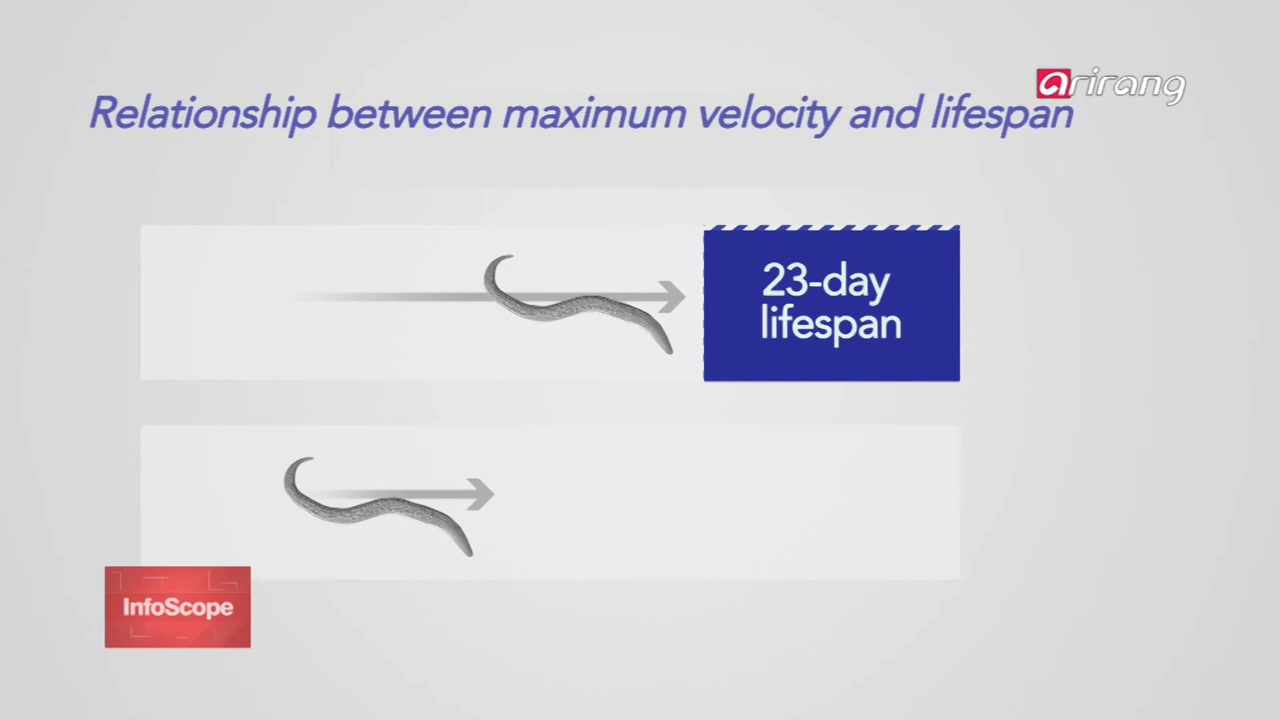 arirang
Relationship between maximum velocity and lifespan
23-day
lifespan
InfoScope